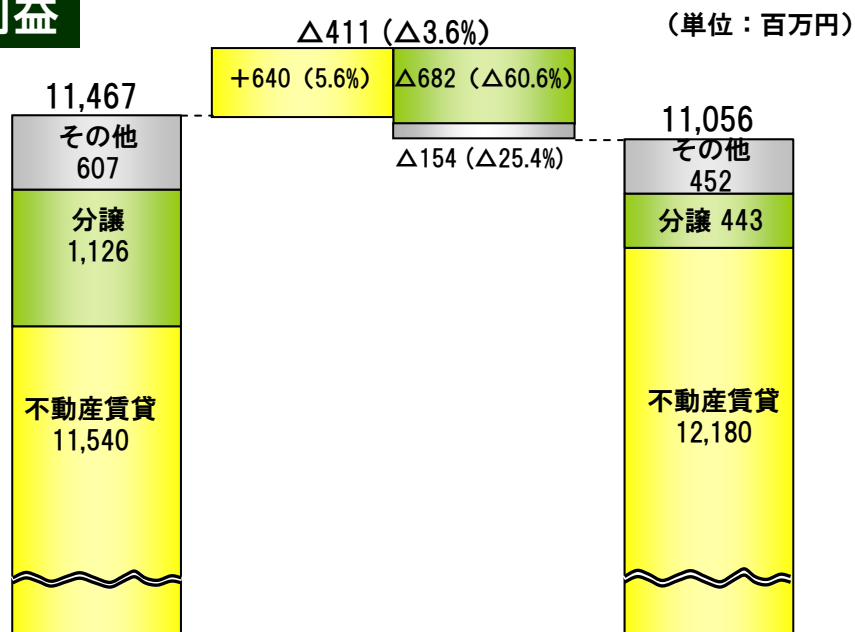 利益
（単位：百万円）
△411（△3.6%）
＋640（5.6%）
△682（△60.6%）
△154（△25.4%）
11,467
その他
607
分譲
1,126
不動産賃貸
11,540
11,056
その他
452
分譲 443
不動産賃貸
12,180